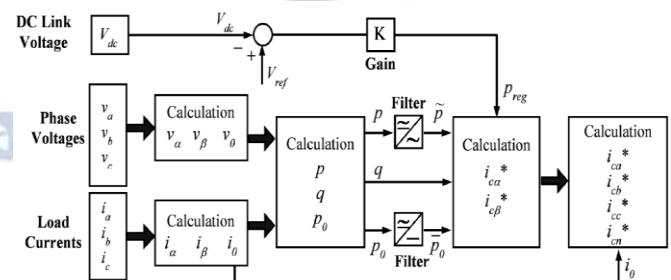 DC Link
Voltage
V_dc
V_dc
−
+
V_ref
K
Gain
p_reg
Phase
Voltages
v_a
v_b
v_c
Calculation
v_α v_β v_0
Load
Currents
i_a
i_b
i_c
Calculation
i_α i_β i_0
Calculation
p
q
p_0
p
Filter
p̃
q
p_0
Filter
p̄_0
Calculation
i_cα*
i_cβ*
Calculation
i_ca*
i_cb*
i_cc*
i_cn*
i_0